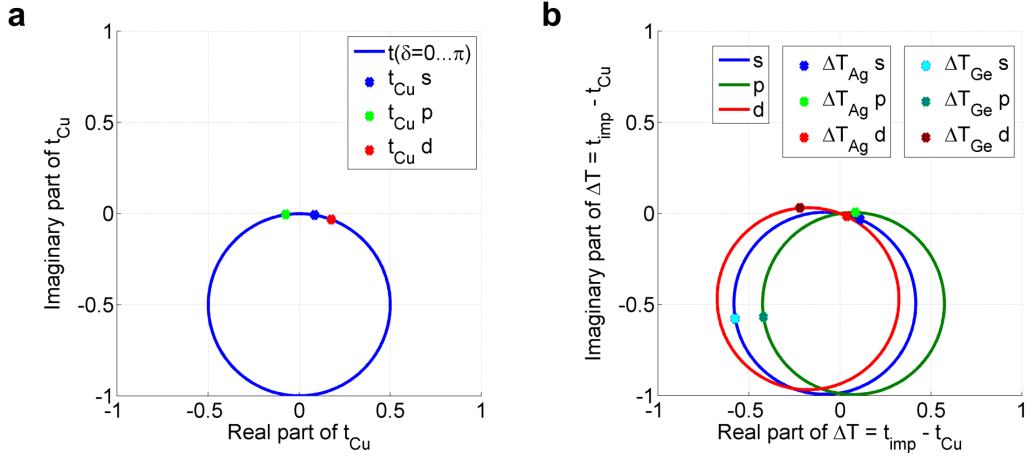 a
b
1
0.5
0
-0.5
-1
-1
-0.5
0
0.5
1
Imaginary part of t_Cu
Real part of t_Cu
t(δ=0...π)
t_Cu s
t_Cu p
t_Cu d
1
0.5
0
-0.5
-1
-1
-0.5
0
0.5
1
Imaginary part of ΔT = t_imp - t_Cu
Real part of ΔT = t_imp - t_Cu
s
p
d
ΔT_Ag s
ΔT_Ag p
ΔT_Ag d
ΔT_Ge s
ΔT_Ge p
ΔT_Ge d